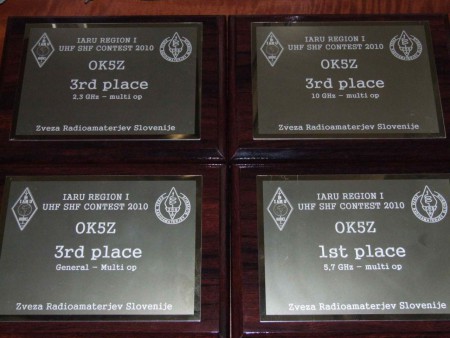 IARU REGION I
UHF SHF CONTEST 2010
OK5Z
3rd place
2,3 GHz - multi op
Zveza Radioamaterjev Slovenije
IARU REGION I
UHF SHF CONTEST 2010
OK5Z
3rd place
10 GHz - multi op
Zveza Radioamaterjev Slovenije
IARU REGION I
UHF SHF CONTEST 2010
OK5Z
3rd place
General - Multi op
Zveza Radioamaterjev Slovenije
IARU REGION I
UHF SHF CONTEST 2010
OK5Z
1st place
5,7 GHz - multi op
Zveza Radioamaterjev Slovenije